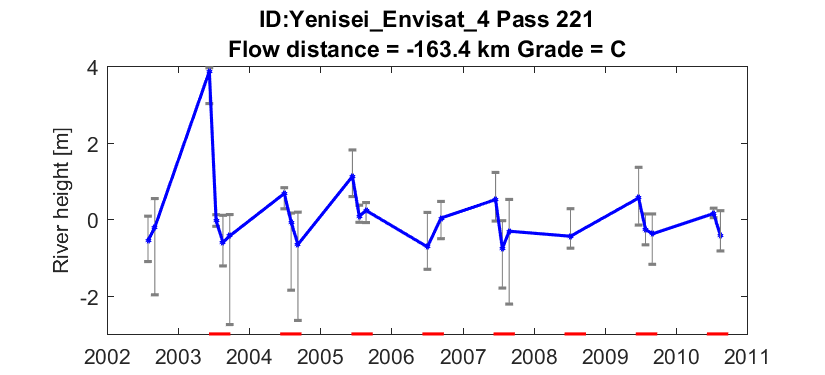 ID:Yenisei_Envisat_4 Pass 221
Flow distance = -163.4 km Grade = C
River height [m]
4
2
0
-2
2002 2003 2004 2005 2006 2007 2008 2009 2010 2011